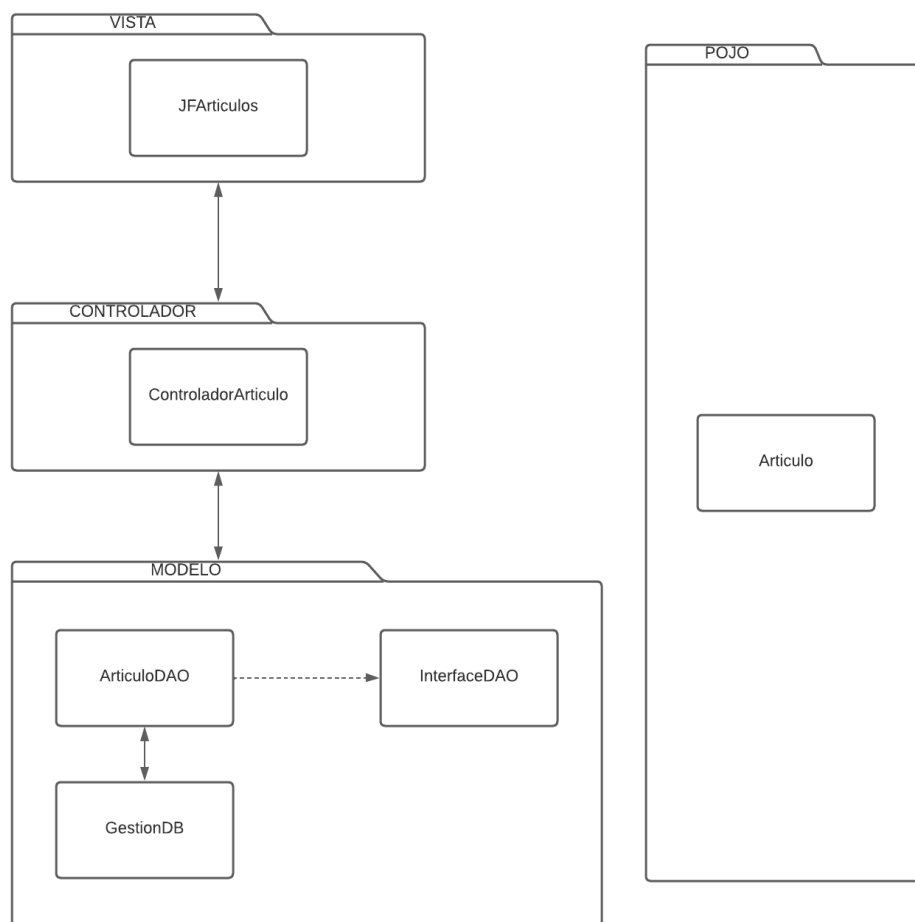 VISTA
JFArticulos
CONTROLADOR
ControladorArticulo
MODELO
ArticuloDAO
InterfaceDAO
GestionDB
POJO
Articulo